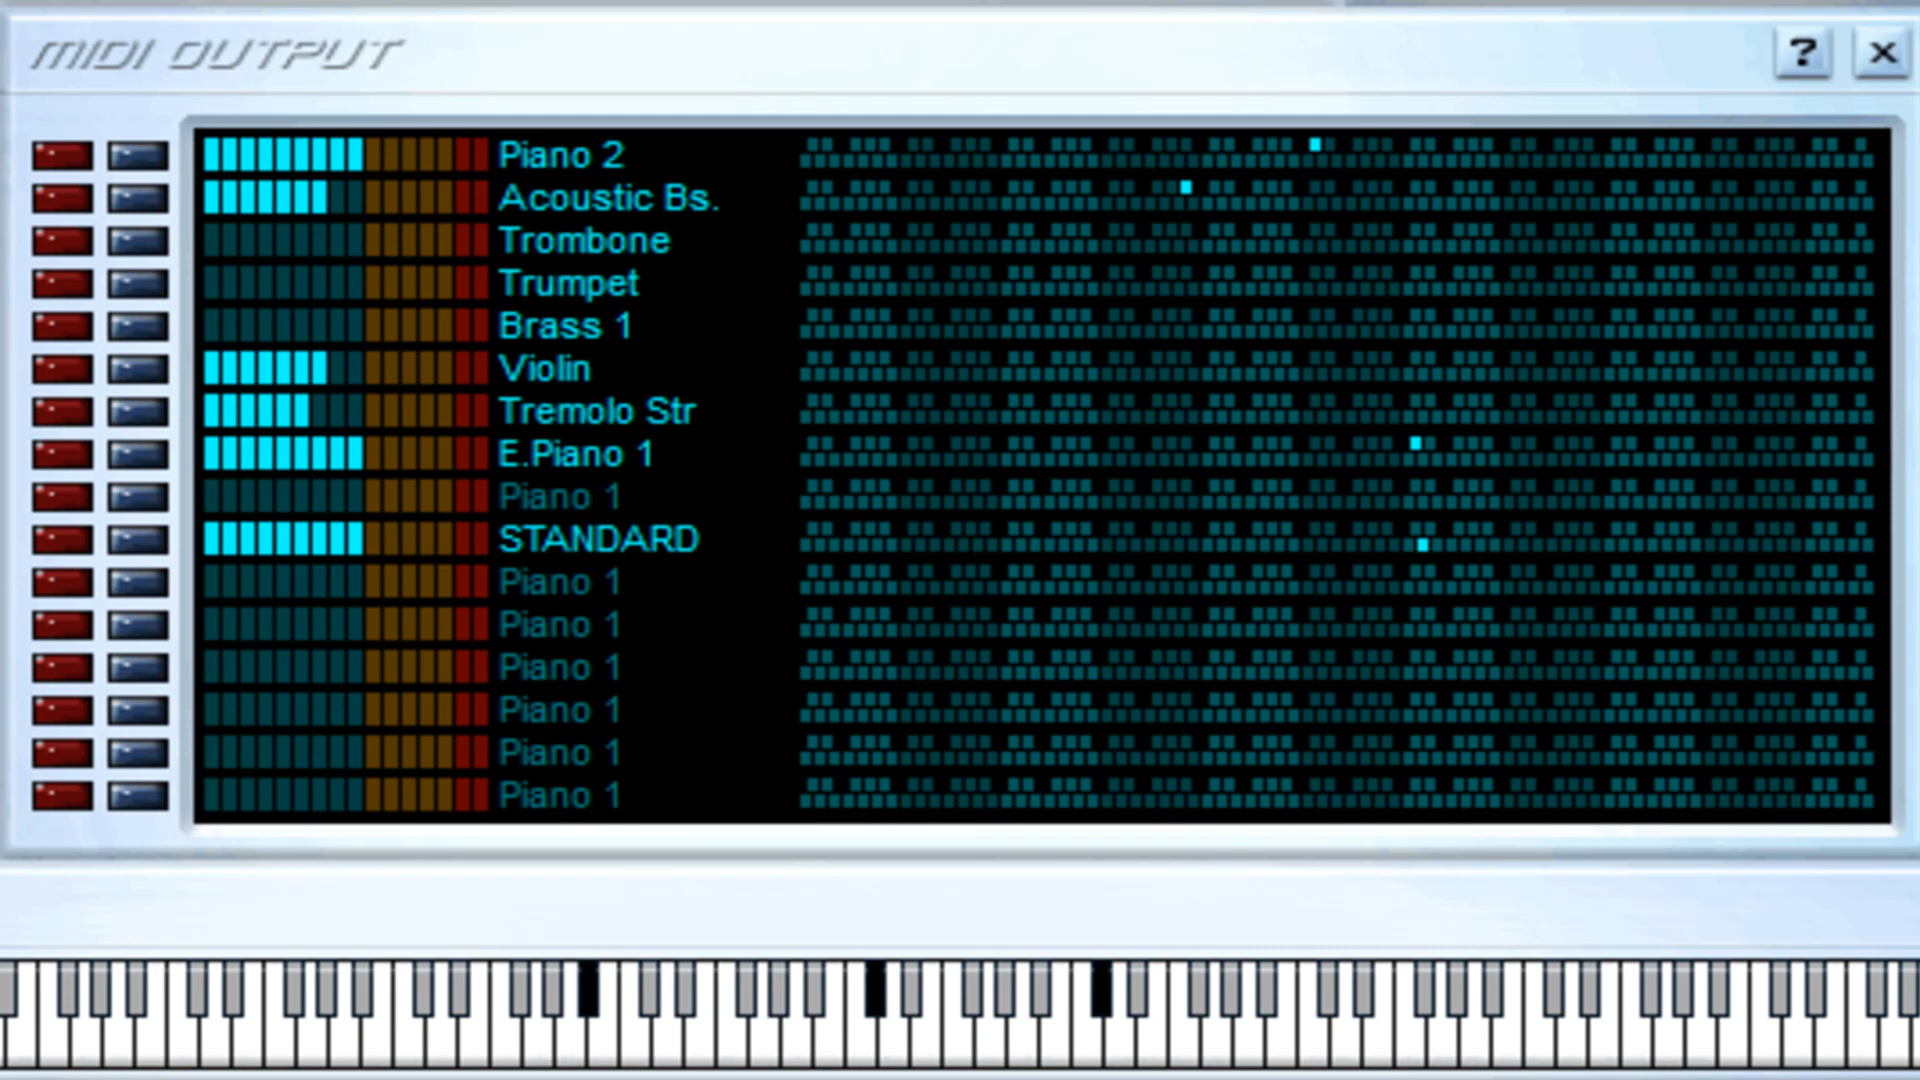 MIDI OUTPUT
?
x
Piano 2
Acoustic Bs.
Trombone
Trumpet
Brass 1
Violin
Tremolo Str
E.Piano 1
Piano 1
STANDARD
Piano 1
Piano 1
Piano 1
Piano 1
Piano 1
Piano 1